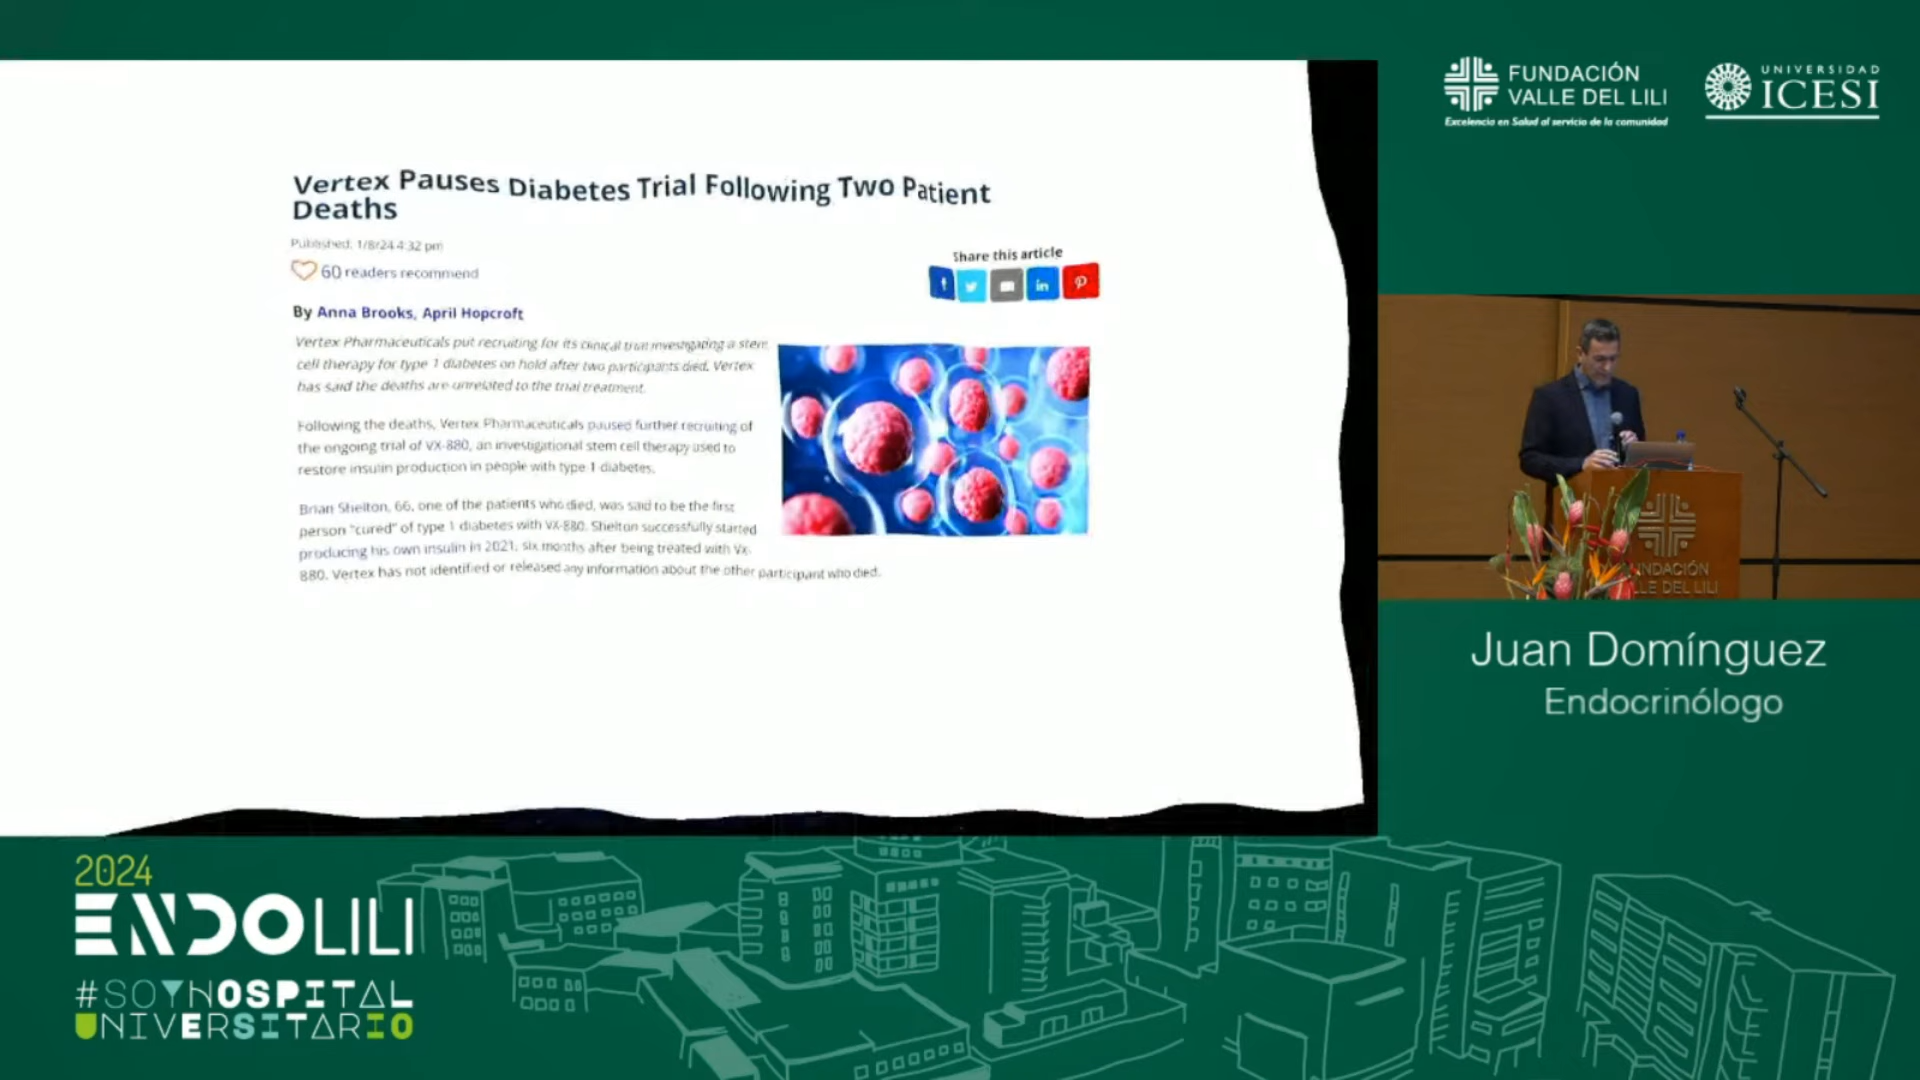 Vertex Pauses Diabetes Trial Following Two Patient
Deaths
Published: 1/8/24 4:32 pm
60 readers recommend
Share this article
By Anna Brooks, April Hopcroft
Vertex Pharmaceuticals put recruiting for its clinical trial investigating a stem
cell therapy for type 1 diabetes on hold after two participants died. Vertex
has said the deaths are unrelated to the trial treatment.
Following the deaths, Vertex Pharmaceuticals paused further recruiting of
the ongoing trial of VX-880, an investigational stem cell therapy used to
restore insulin production in people with type 1 diabetes.
Brian Shelton, 66, one of the patients who died, was said to be the first
person "cured" of type 1 diabetes with VX-880. Shelton successfully started
producing his own insulin in 2021, six months after being treated with VX-
880. Vertex has not identified or released any information about the other participant who died.
FUNDACIÓN
VALLE DEL LILI
Excelencia en Salud al servicio de la comunidad
UNIVERSIDAD
ICESI
FUNDACIÓN
VALLE DEL LILI
Juan Domínguez
Endocrinólogo
2024
ENDOLILI
#SOYHOSPITAL
UNIVERSITARIO